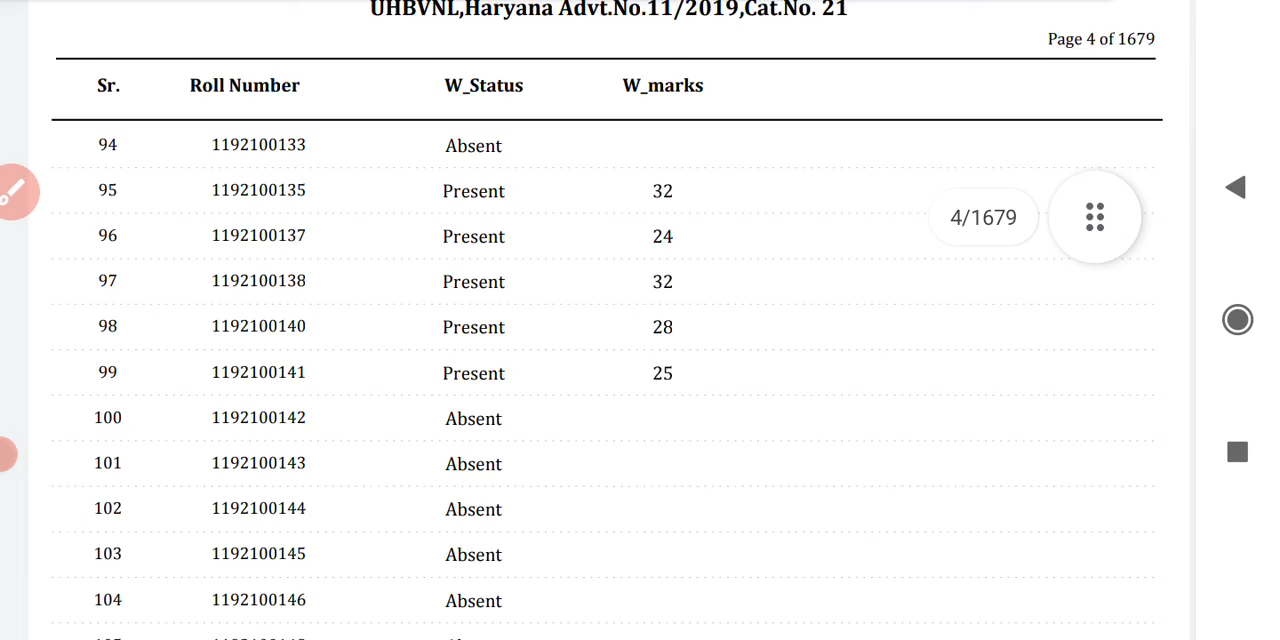 UHBVNL,Haryana Advt.No.11/2019,Cat.No. 21
Page 4 of 1679
Sr. Roll Number W_Status W_marks
94 1192100133 Absent
95 1192100135 Present 32
4/1679
96 1192100137 Present 24
97 1192100138 Present 32
98 1192100140 Present 28
99 1192100141 Present 25
100 1192100142 Absent
101 1192100143 Absent
102 1192100144 Absent
103 1192100145 Absent
104 1192100146 Absent